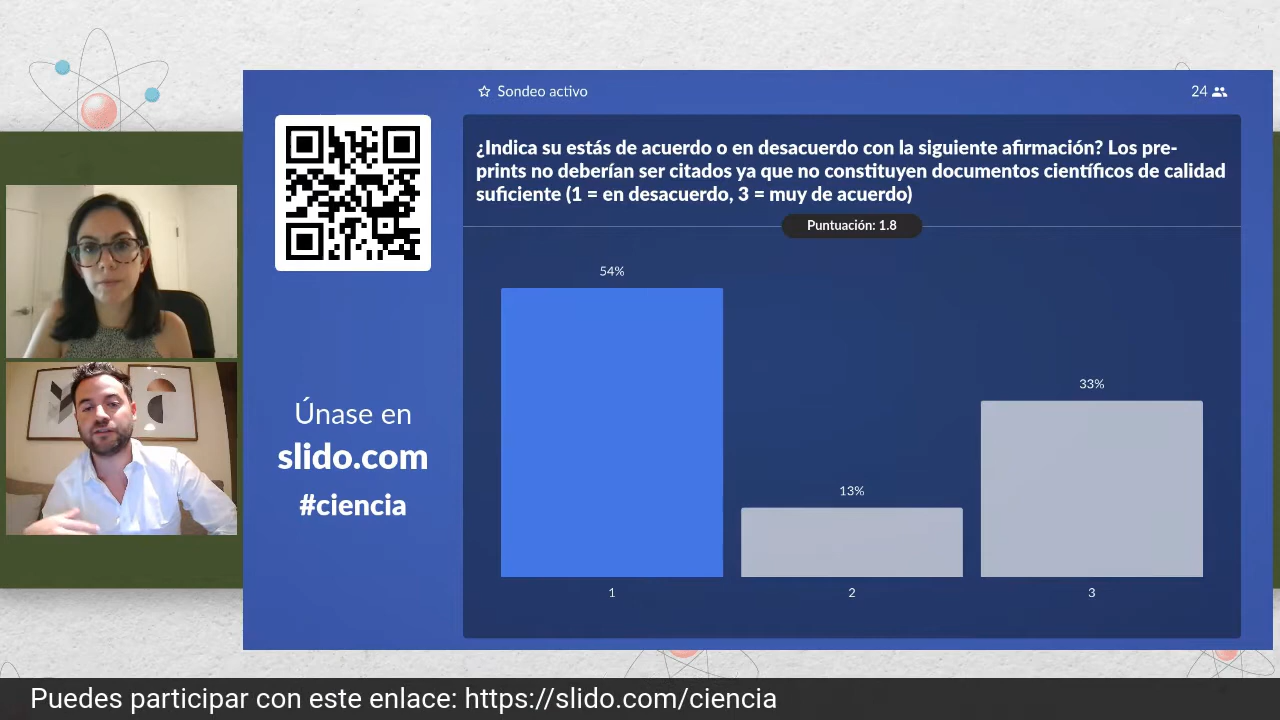 Sondeo activo
24
¿Indica su estás de acuerdo o en desacuerdo con la siguiente afirmación? Los pre-
prints no deberían ser citados ya que no constituyen documentos científicos de calidad
suficiente (1 = en desacuerdo, 3 = muy de acuerdo)
Puntuación: 1.8
54%
13%
33%
1
2
3
Únase en
slido.com
#ciencia
Puedes participar con este enlace: https://slido.com/ciencia